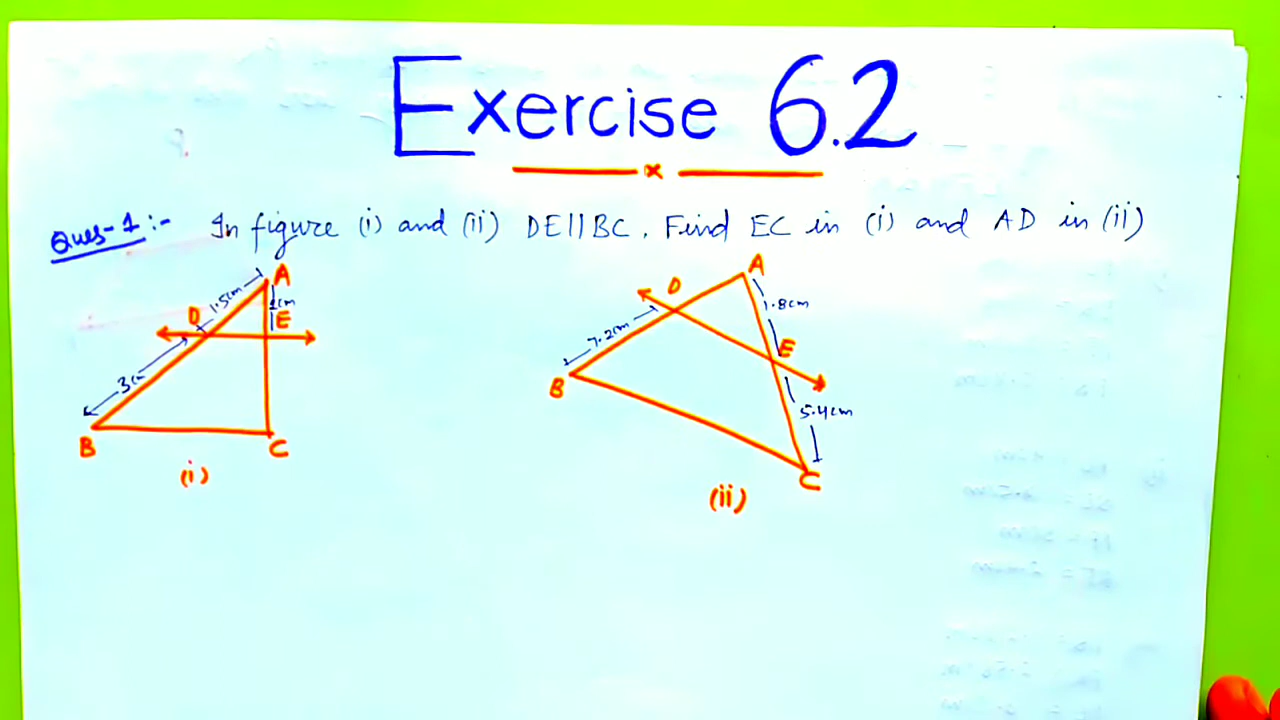 Exercise 6.2
x
Ques-1:- In figure (i) and (ii) DE||BC. Find EC in (i) and AD in (ii)
A
1.5cm
1cm
D
E
3cm
B
C
(i)
A
D
1.8cm
7.2cm
E
B
5.4cm
C
(ii)